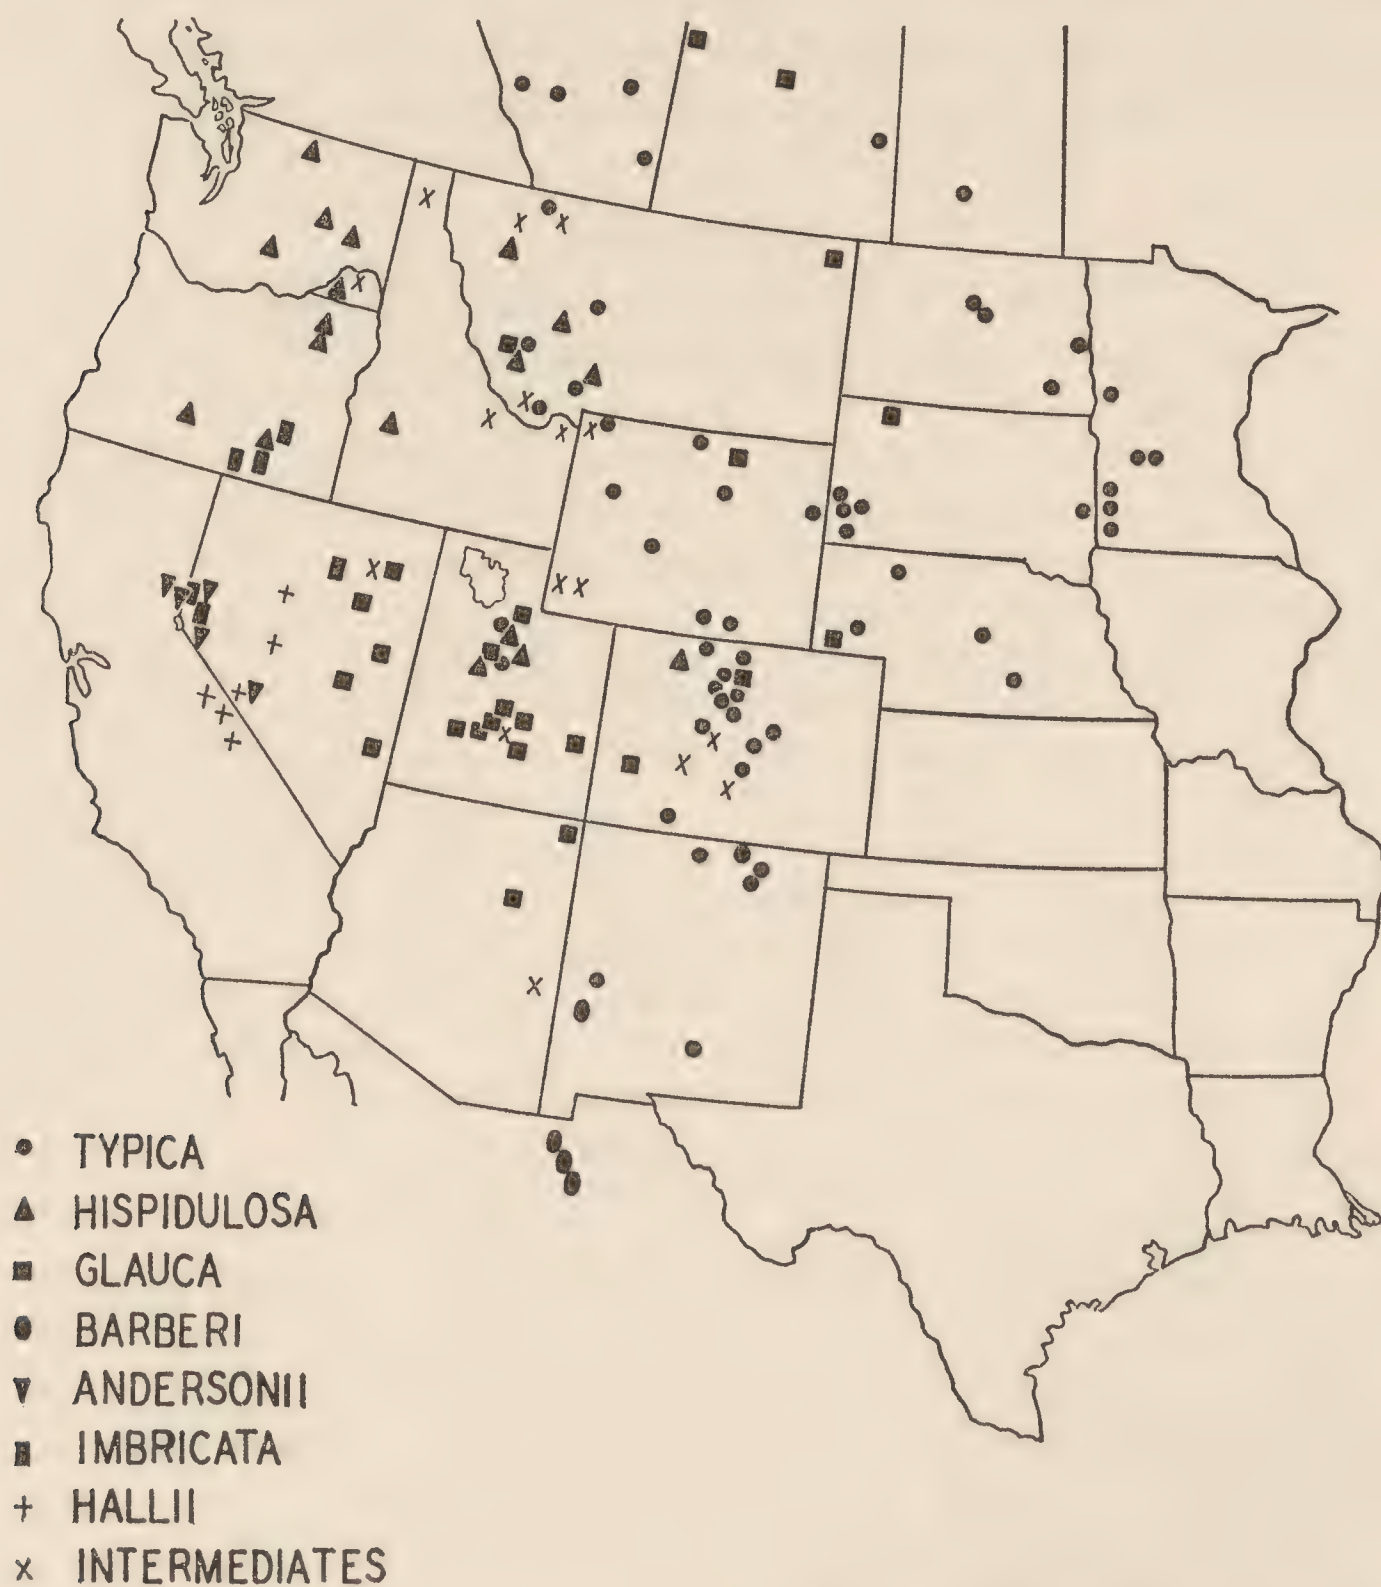 TYPICA
HISPIDULOSA
GLAUCA
BARBERI
ANDERSONII
IMBRICATA
HALLII
INTERMEDIATES